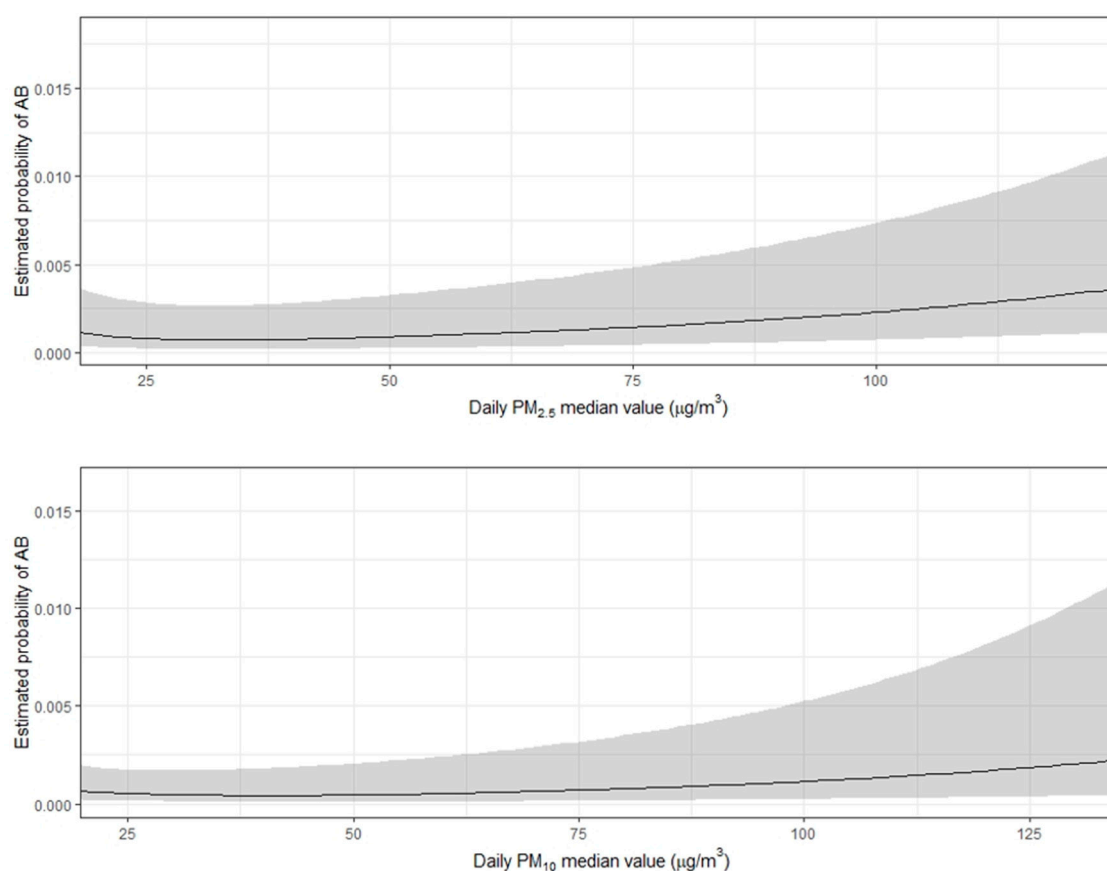 Estimated probability of AB
0.015
0.010
0.005
0.000
25 50 75 100
Daily PM₂.₅ median value (μg/m³)
Estimated probability of AB
0.015
0.010
0.005
0.000
25 50 75 100 125
Daily PM₁₀ median value (μg/m³)